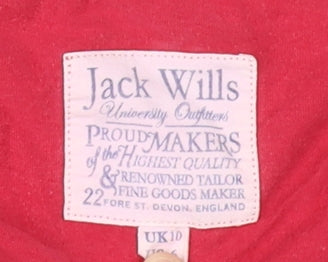 Jack Wills
University Outfitters
PROUD MAKERS
of the HIGHEST QUALITY
& RENOWNED TAILOR
FINE GOODS MAKER
22 FORE ST. DEVON, ENGLAND
UK 10